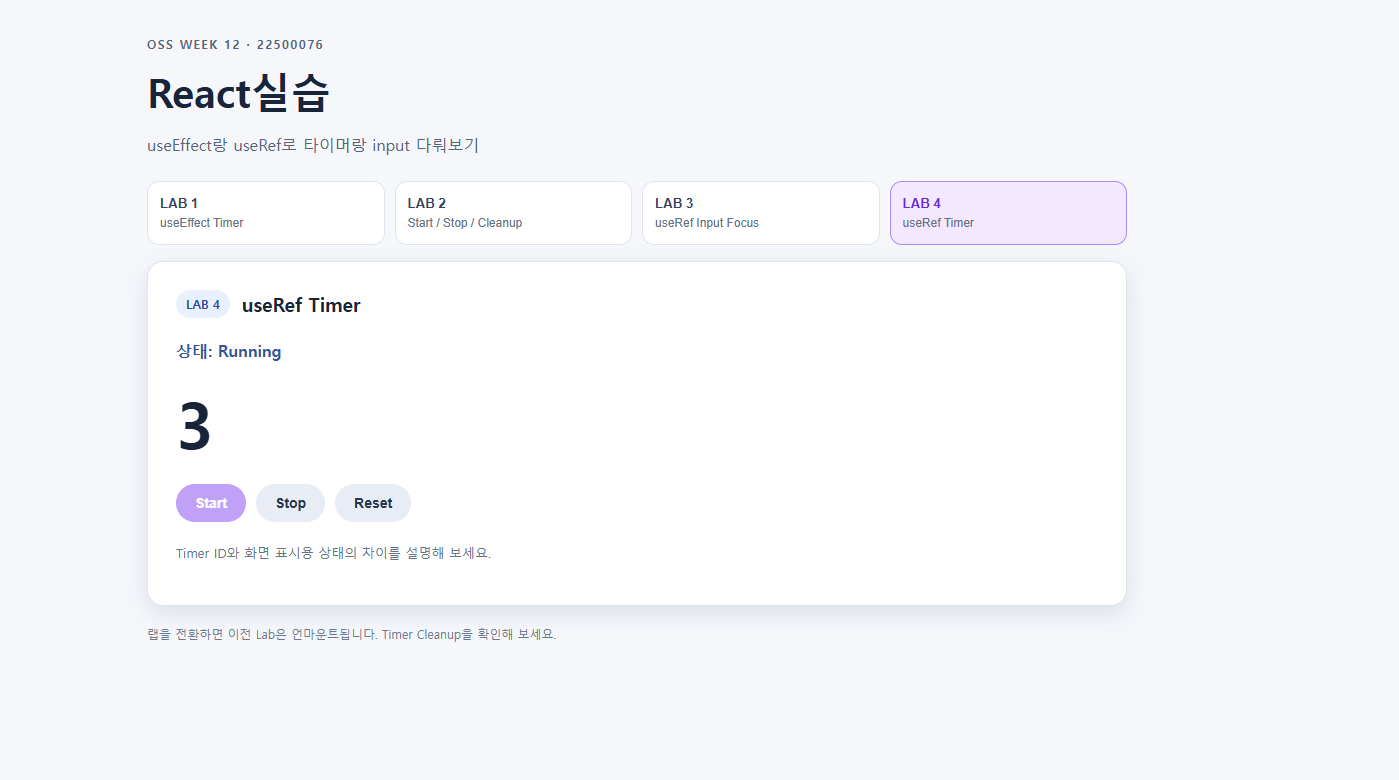 OSS WEEK 12 · 22500076
React실습
useEffect랑 useRef로 타이머랑 input 다뤄보기
LAB 1
useEffect Timer
LAB 2
Start / Stop / Cleanup
LAB 3
useRef Input Focus
LAB 4
useRef Timer
LAB 4 useRef Timer
상태: Running
3
Start Stop Reset
Timer ID와 화면 표시용 상태의 차이를 설명해 보세요.
랩을 전환하면 이전 Lab은 언마운트됩니다. Timer Cleanup을 확인해 보세요.